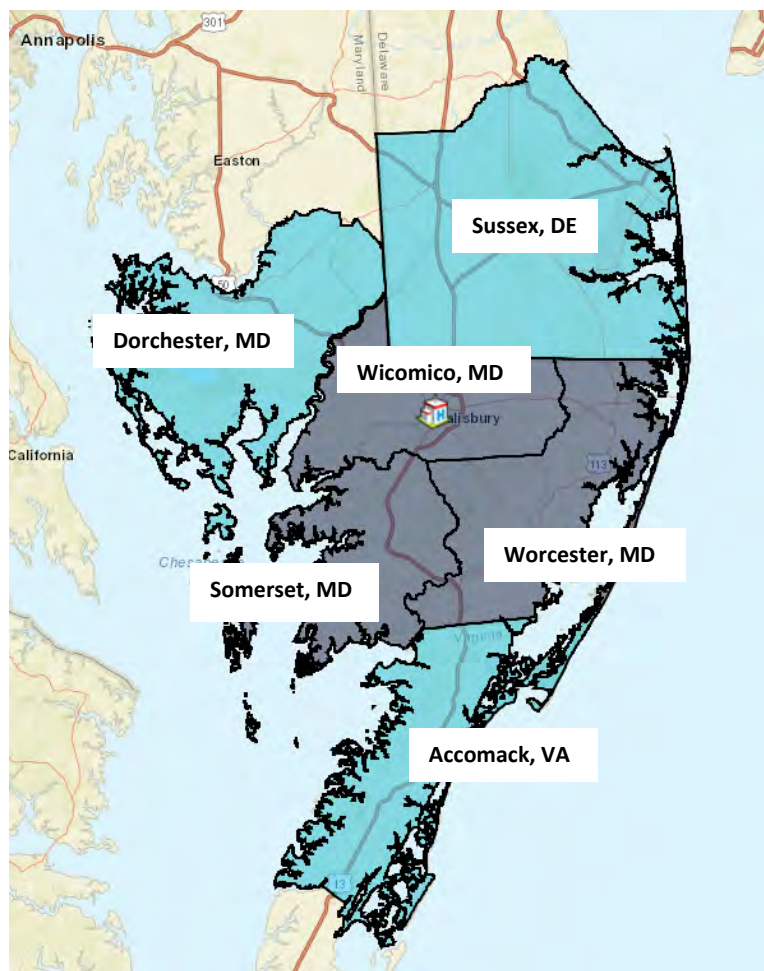 301
Annapolis
Maryland
Delaware
Easton
Sussex, DE
50
Dorchester, MD
Wicomico, MD
H
alisbury
California
113
Worcester, MD
Chesa
Somerset, MD
Virginia
Accomack, VA
13